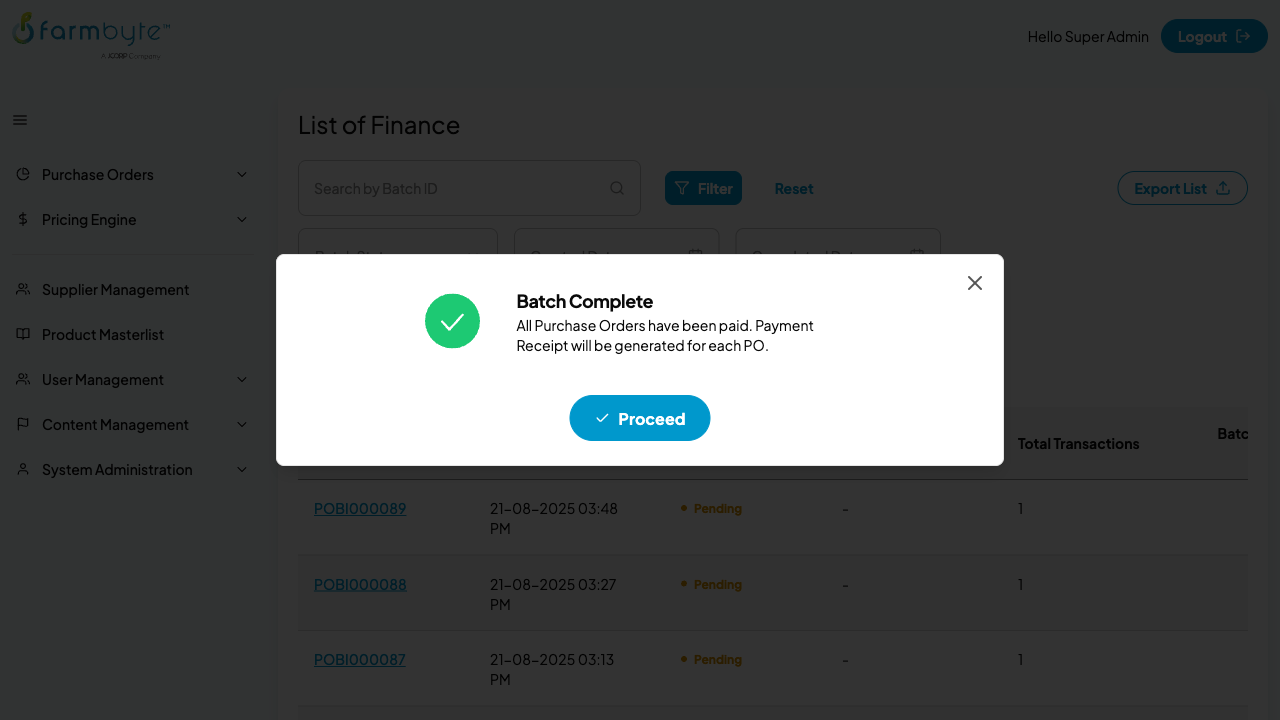 farmbyte™
A iCORP Company
Hello Super Admin
Logout
List of Finance
Purchase Orders
Search by Batch ID
Filter
Reset
Export List
Pricing Engine
Batch Complete
All Purchase Orders have been paid. Payment
Receipt will be generated for each PO.
Proceed
Supplier Management
Product Masterlist
User Management
Content Management
System Administration
Total Transactions
Batc
POBI000089
21-08-2025 03:48
PM
Pending
-
1
POBI000088
21-08-2025 03:27
PM
Pending
-
1
POBI000087
21-08-2025 03:13
PM
Pending
-
1